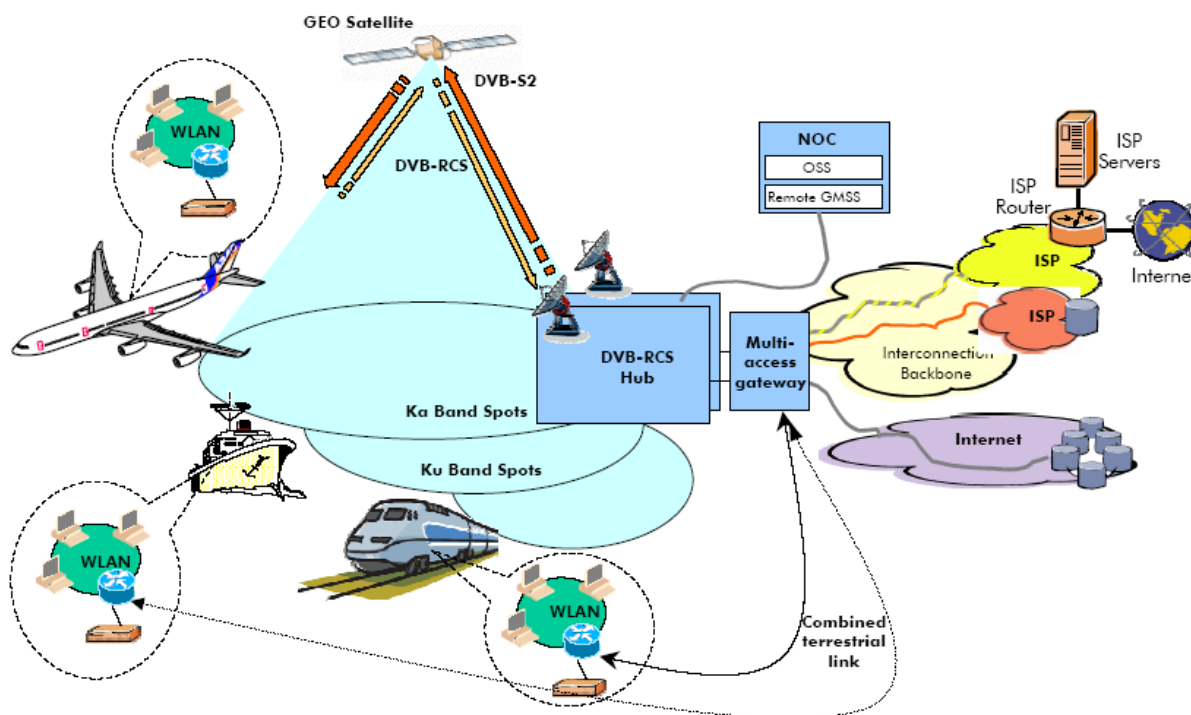 GEO Satellite
DVB-S2
DVB-RCS
WLAN
NOC
OSS
Remote GMSS
ISP
Servers
ISP
Router
ISP
Internet
ISP
DVB-RCS
Hub
Multi-
access
gateway
Interconnection
Backbone
Ka Band Spots
Internet
Ku Band Spots
WLAN
WLAN
Combined
terrestrial
link